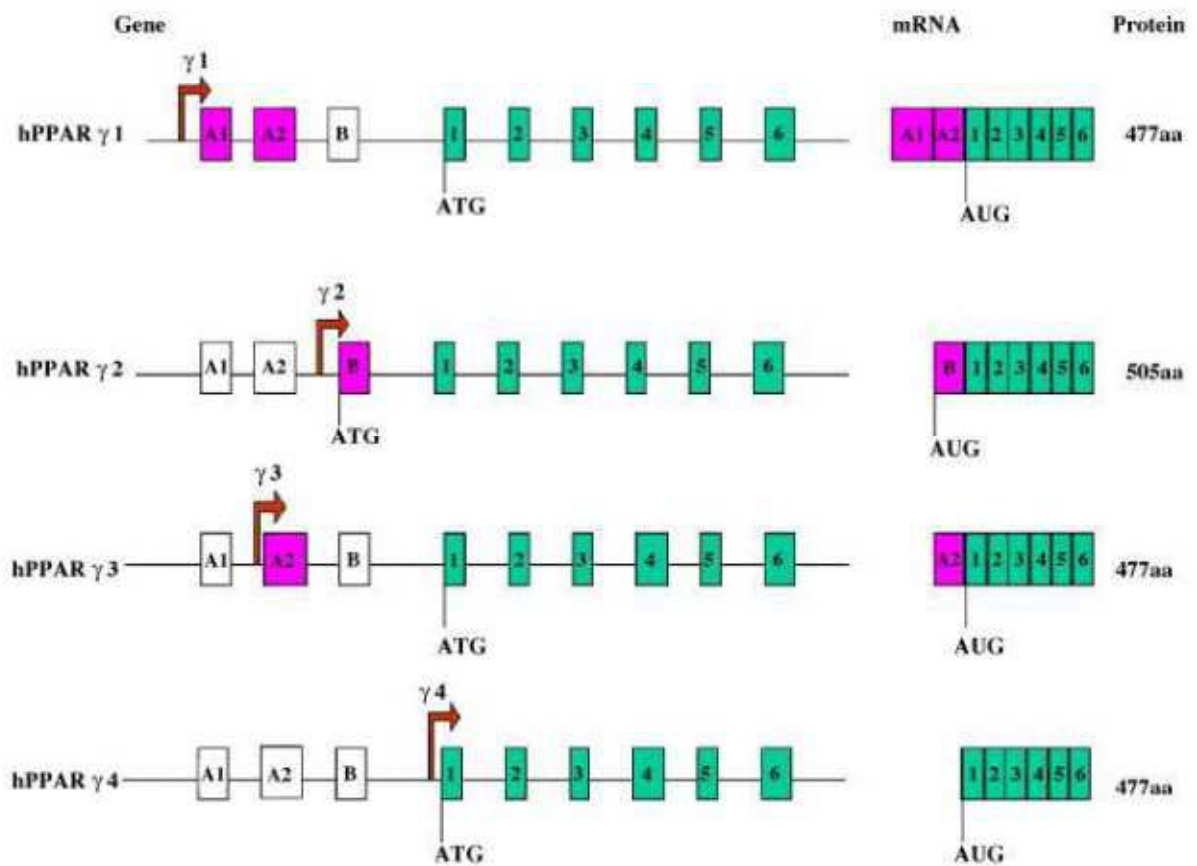 Gene mRNA Protein
γ1
hPPAR γ1 A1 A2 B 1 2 3 4 5 6 A1 A2 1 2 3 4 5 6 477aa
ATG AUG
γ2
hPPAR γ2 A1 A2 B 1 2 3 4 5 6 B 1 2 3 4 5 6 505aa
ATG AUG
γ3
hPPAR γ3 A1 A2 B 1 2 3 4 5 6 A2 1 2 3 4 5 6 477aa
ATG AUG
γ4
hPPAR γ4 A1 A2 B 1 2 3 4 5 6 1 2 3 4 5 6 477aa
ATG AUG